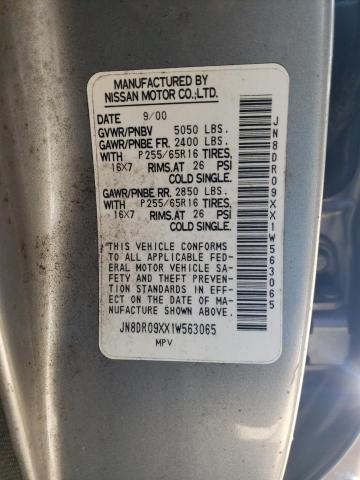 MANUFACTURED BY
NISSAN MOTOR CO.,LTD.
DATE 9/00
GVWR/PNBV 5050 LBS.
GAWR/PNBE FR. 2400 LBS.
WITH P255/65R16 TIRES,
16X7 RIMS,AT 26 PSI
COLD SINGLE.
GAWR/PNBE RR. 2850 LBS.
WITH P255/65R16 TIRES,
16X7 RIMS,AT 26 PSI
COLD SINGLE.
THIS VEHICLE CONFORMS
TO ALL APPLICABLE FED-
ERAL MOTOR VEHICLE SA-
FETY AND THEFT PREVEN-
TION STANDARDS IN EFF-
ECT ON THE DATE OF MAN-
UFACTURE SHOWN ABOVE.
JN8DR09XX1W563065
MPV
JN8DR09XX1W563065